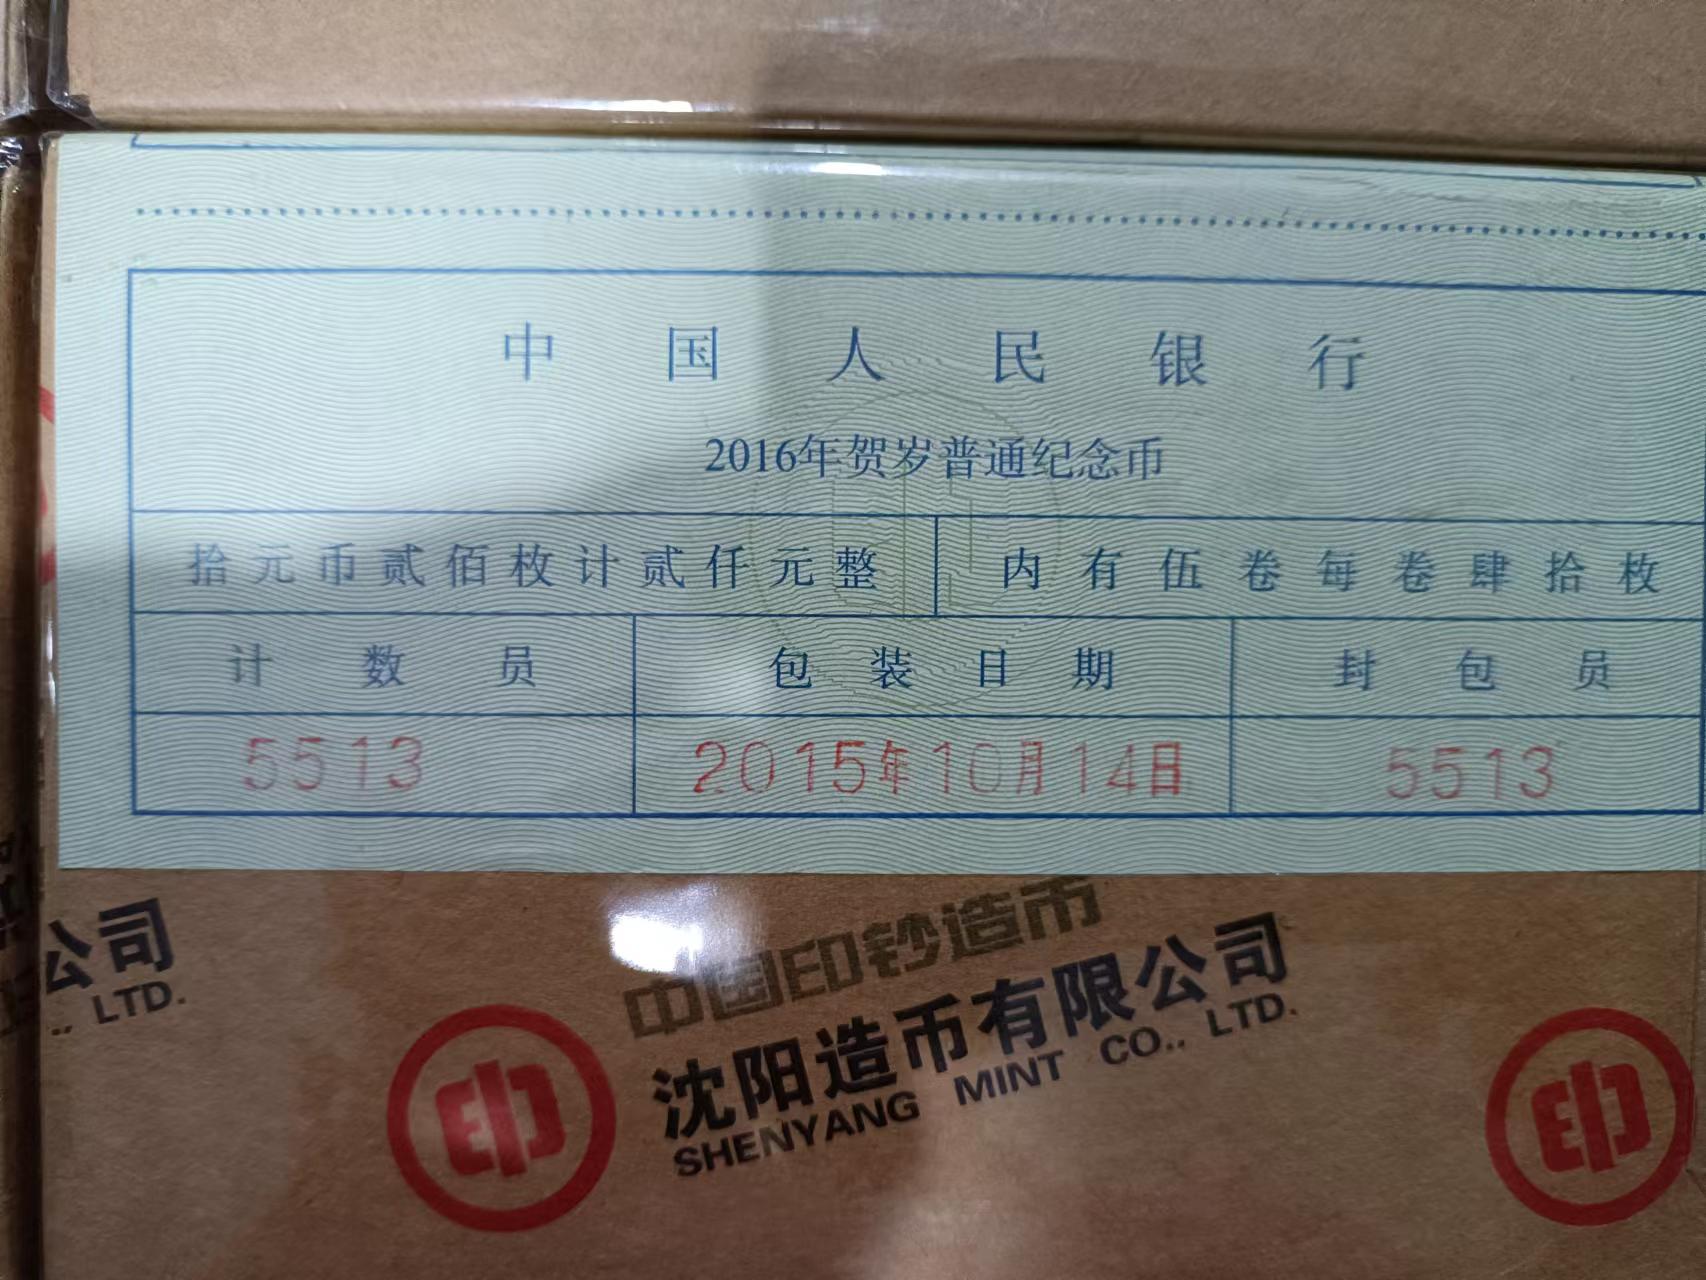 中国人民银行
2016年贺岁普通纪念币
拾元币贰佰枚计贰仟元整 内有伍卷每卷肆拾枚
计数员 包装日期 封包员
5513 2015年10月14日 5513
中国印钞造币
公司 沈阳造币有限公司
., LTD. SHENYANG MINT CO., LTD.